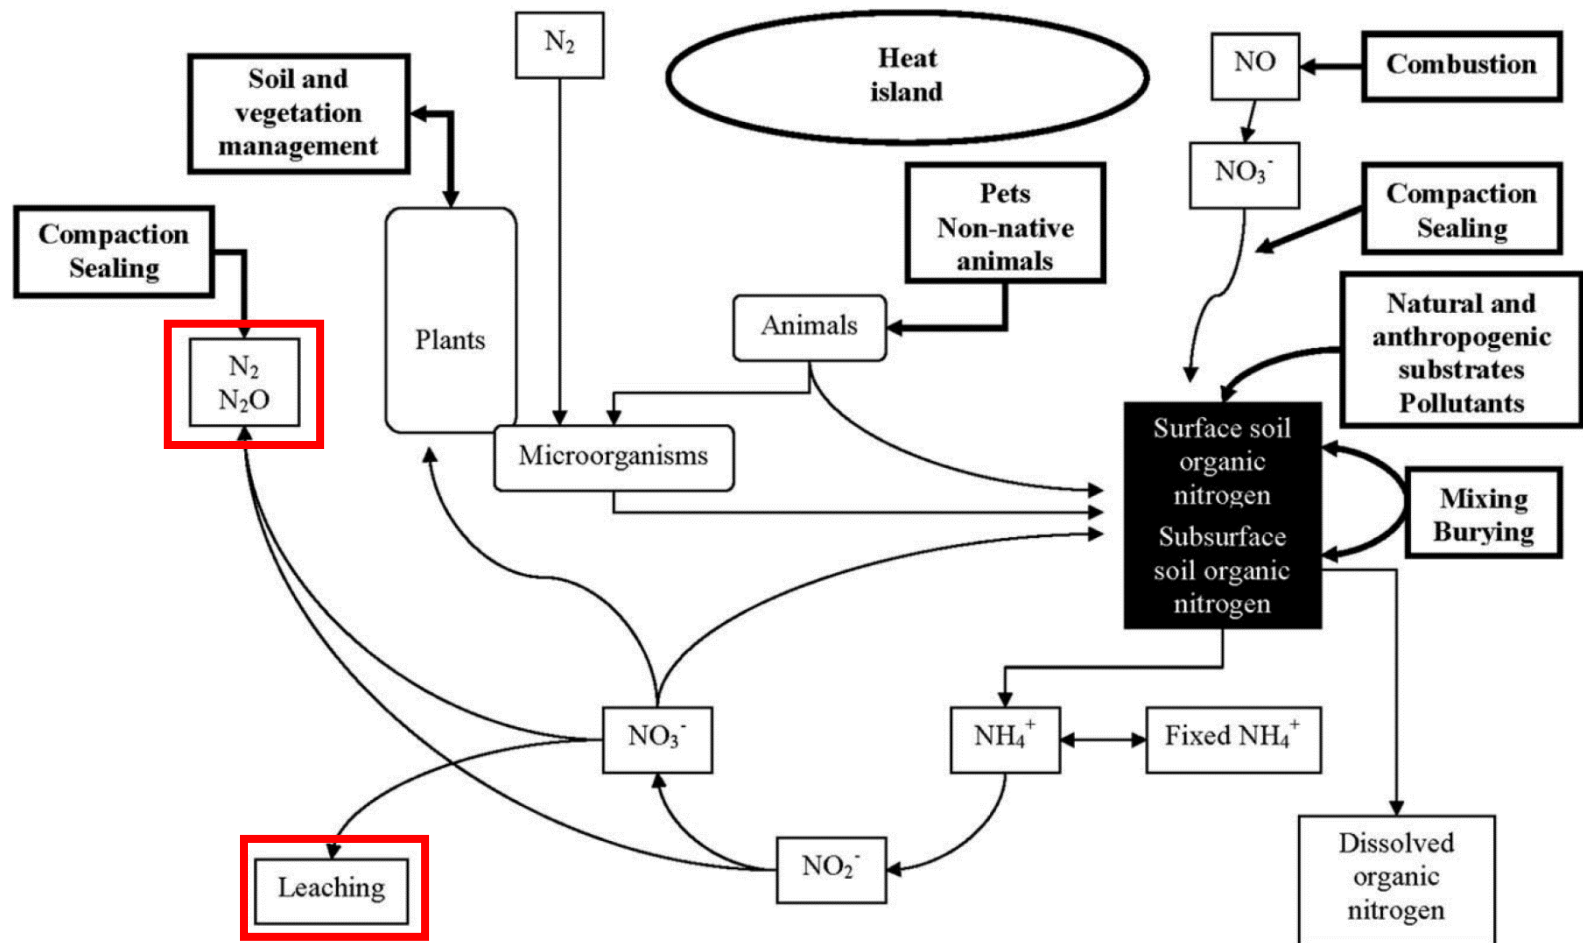 N₂
Heat
island
NO
Combustion
Soil and
vegetation
management
NO₃⁻
Compaction
Sealing
Pets
Non-native
animals
Compaction
Sealing
Natural and
anthropogenic
substrates
Pollutants
Plants
Animals
N₂
N₂O
Microorganisms
Surface soil
organic
nitrogen
Subsurface
soil organic
nitrogen
Mixing
Burying
NO₃⁻
NH₄⁺
Fixed NH₄⁺
Leaching
NO₂⁻
Dissolved
organic
nitrogen